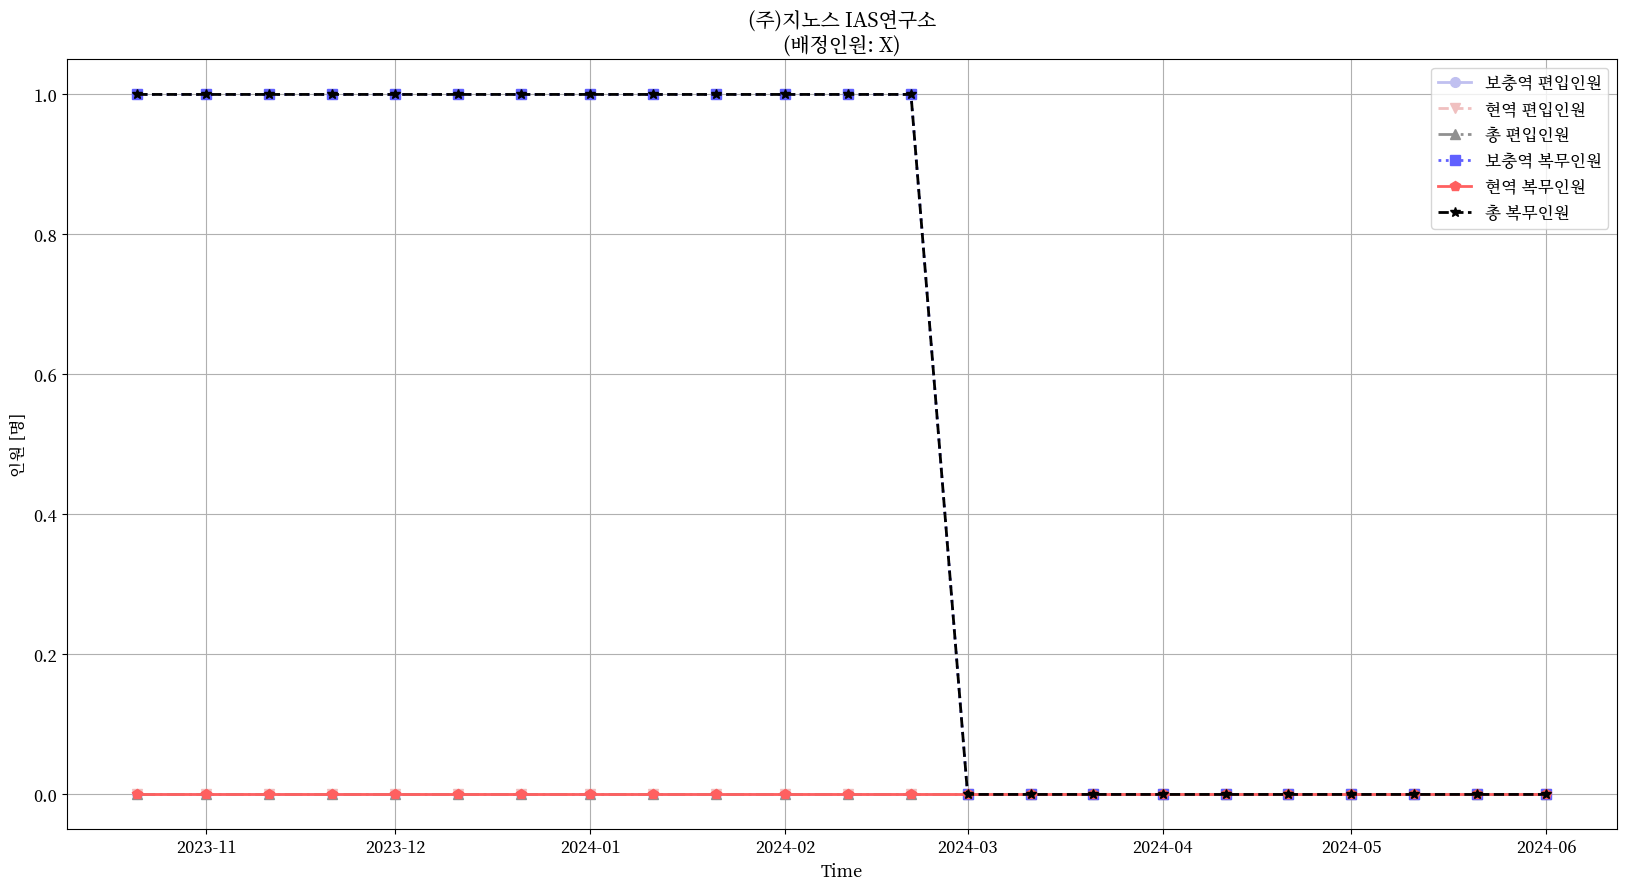 (주)지노스 IAS연구소
(배정인원: X)
보충역 편입인원
현역 편입인원
총 편입인원
보충역 복무인원
현역 복무인원
총 복무인원
인원 [명]
1.0
0.8
0.6
0.4
0.2
0.0
2023-11
2023-12
2024-01
2024-02
2024-03
2024-04
2024-05
2024-06
Time